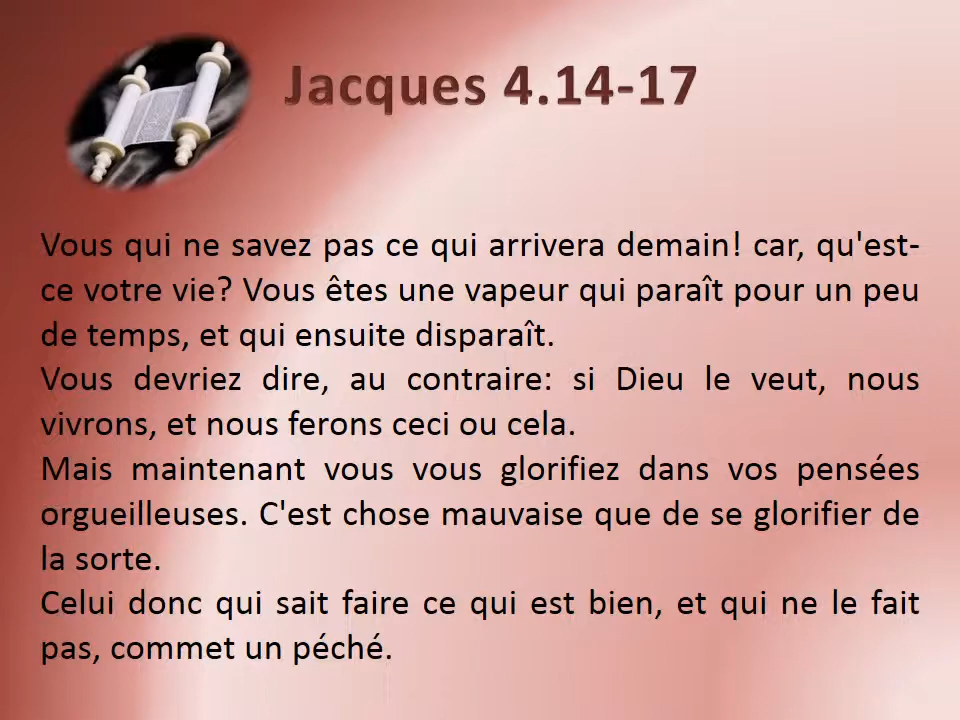 Jacques 4.14-17
Vous qui ne savez pas ce qui arrivera demain! car, qu'est-
ce votre vie? Vous êtes une vapeur qui paraît pour un peu
de temps, et qui ensuite disparaît.
Vous devriez dire, au contraire: si Dieu le veut, nous
vivrons, et nous ferons ceci ou cela.
Mais maintenant vous vous glorifiez dans vos pensées
orgueilleuses. C'est chose mauvaise que de se glorifier de
la sorte.
Celui donc qui sait faire ce qui est bien, et qui ne le fait
pas, commet un péché.